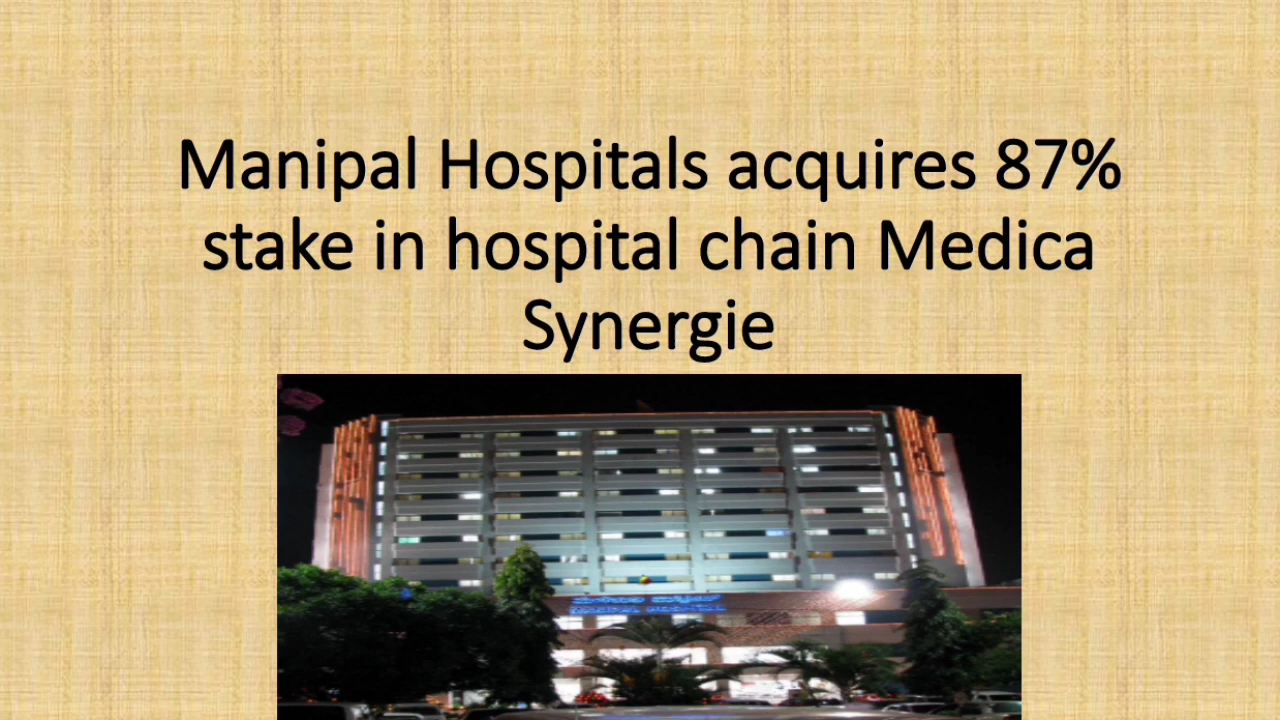 Manipal Hospitals acquires 87%
stake in hospital chain Medica
Synergie